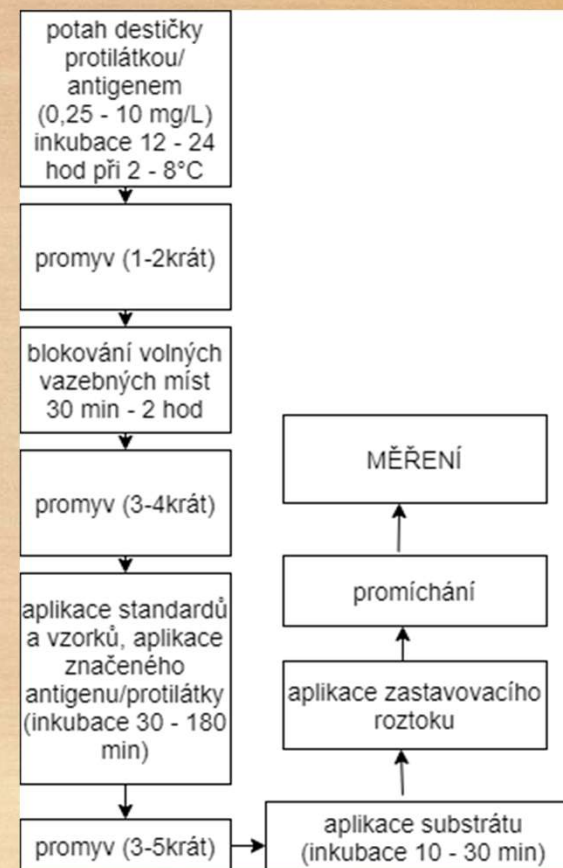 potah destičky
protilátkou/
antigenem
(0,25 - 10 mg/L)
inkubace 12 - 24
hod při 2 - 8°C
promyv (1-2krát)
blokování volných
vazebných míst
30 min - 2 hod
promyv (3-4krát)
aplikace standardů
a vzorků, aplikace
značeného
antigenu/protilátky
(inkubace 30 - 180
min)
promyv (3-5krát)
aplikace substrátu
(inkubace 10 - 30 min)
aplikace zastavovacího
roztoku
promíchání
MĚŘENÍ